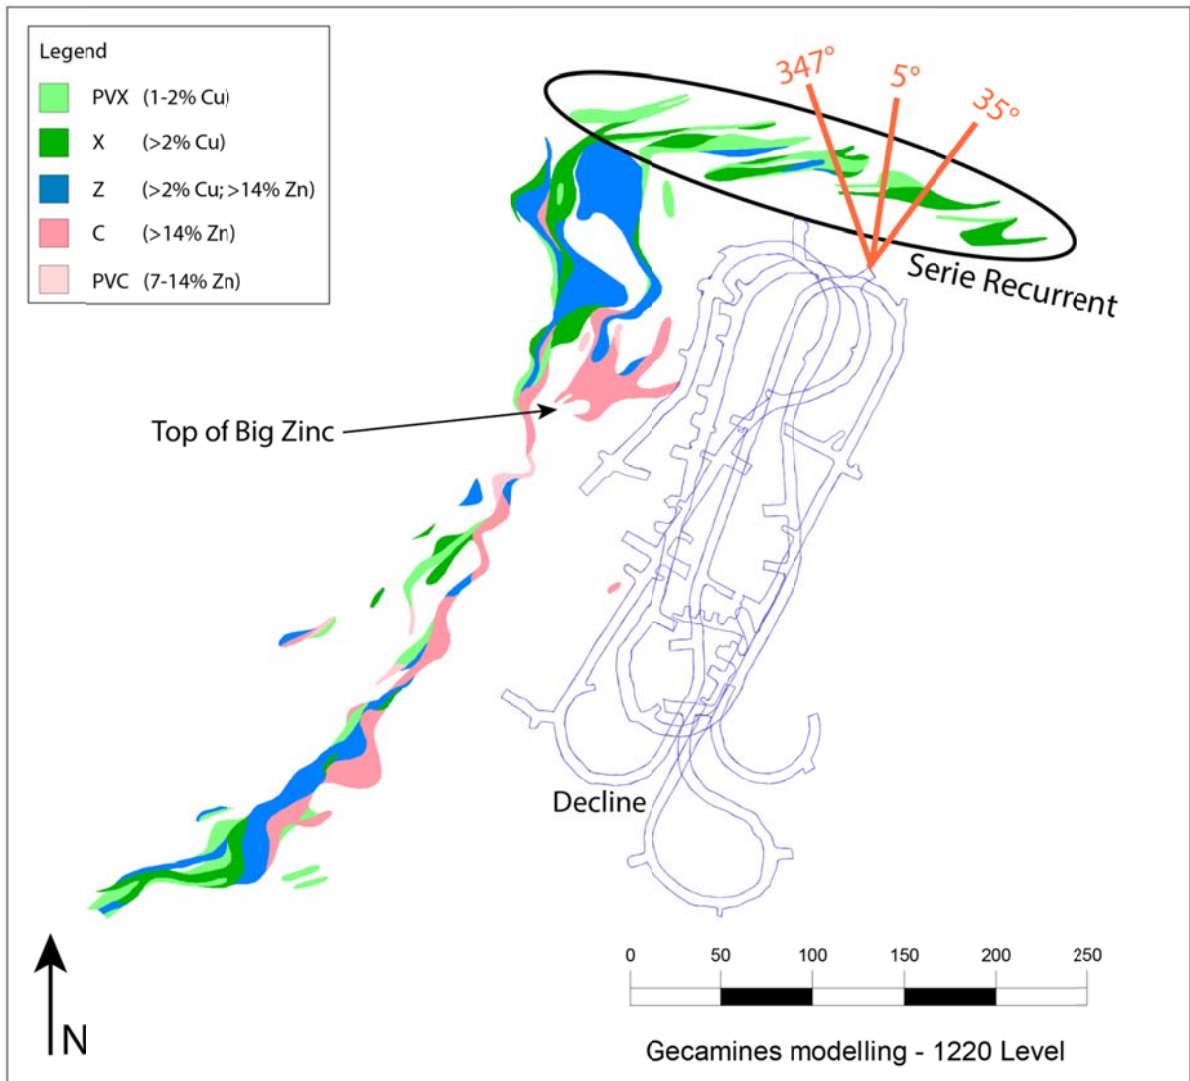 Legend
PVX (1-2% Cu)
X (>2% Cu)
Z (>2% Cu; >14% Zn)
C (>14% Zn)
PVC (7-14% Zn)
347°
5°
35°
Serie Recurrent
Top of Big Zinc
Decline
N
0 50 100 150 200 250
Gecamines modelling - 1220 Level